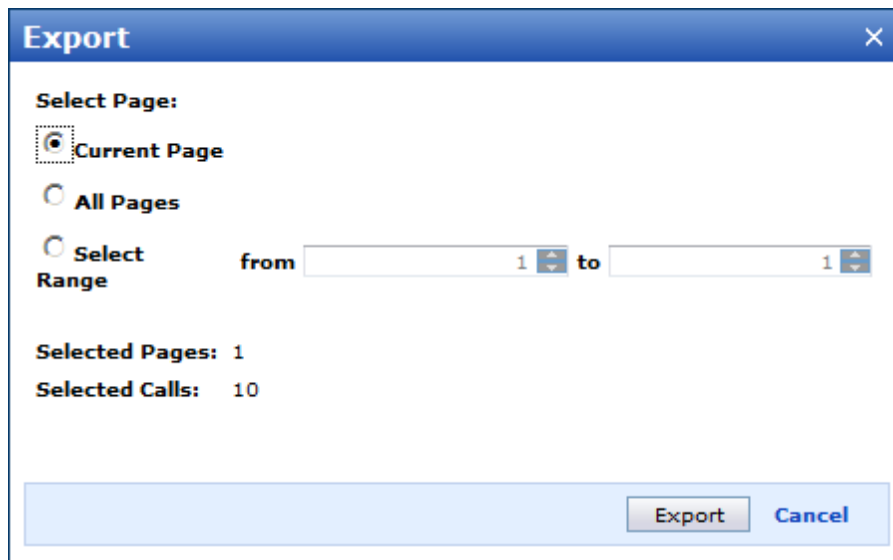 Export
Select Page:
Current Page
All Pages
Select
Range from 1 to 1
Selected Pages: 1
Selected Calls: 10
Export Cancel